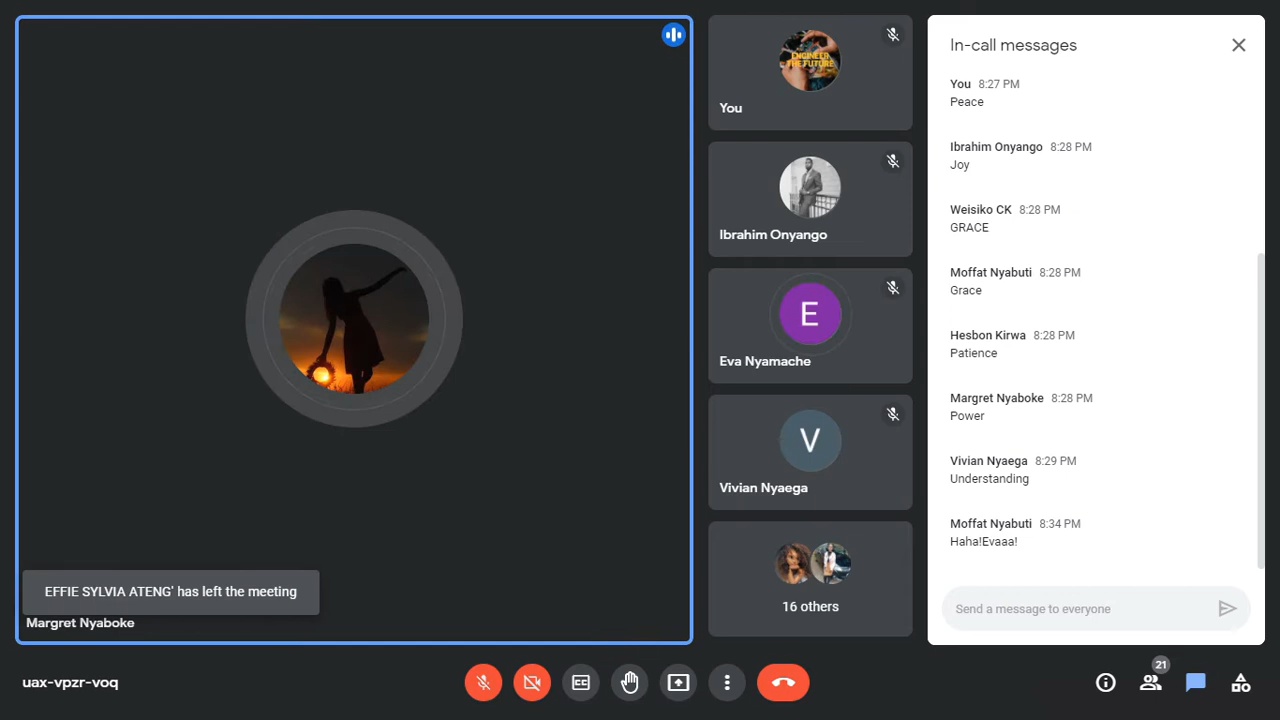 EFFIE SYLVIA ATENG' has left the meeting
Margret Nyaboke
ENGINEER
THE FUTURE
You
Ibrahim Onyango
E
Eva Nyamache
V
Vivian Nyaega
16 others
In-call messages
You 8:27 PM
Peace
Ibrahim Onyango 8:28 PM
Joy
Weisiko CK 8:28 PM
GRACE
Moffat Nyabuti 8:28 PM
Grace
Hesbon Kirwa 8:28 PM
Patience
Margret Nyaboke 8:28 PM
Power
Vivian Nyaega 8:29 PM
Understanding
Moffat Nyabuti 8:34 PM
Haha!Evaaa!
Send a message to everyone
uax-vpzr-voq
CC
21